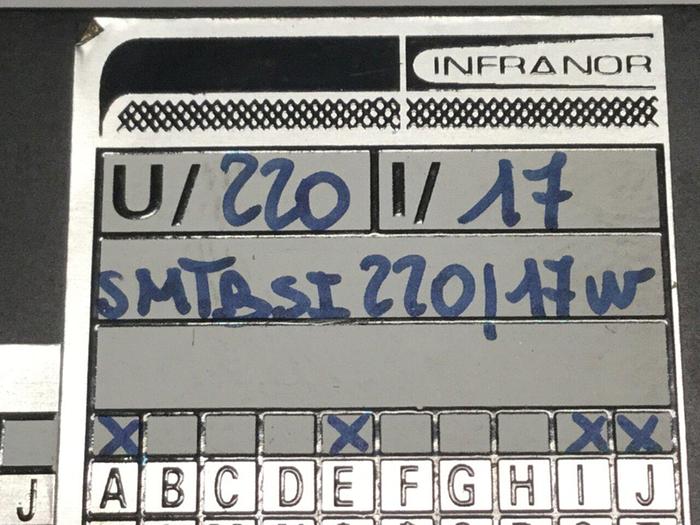 INFRANOR
U/ 220 I/ 17
SMTBSI 220/17W
X X X X
A B C D E F G H I J
J